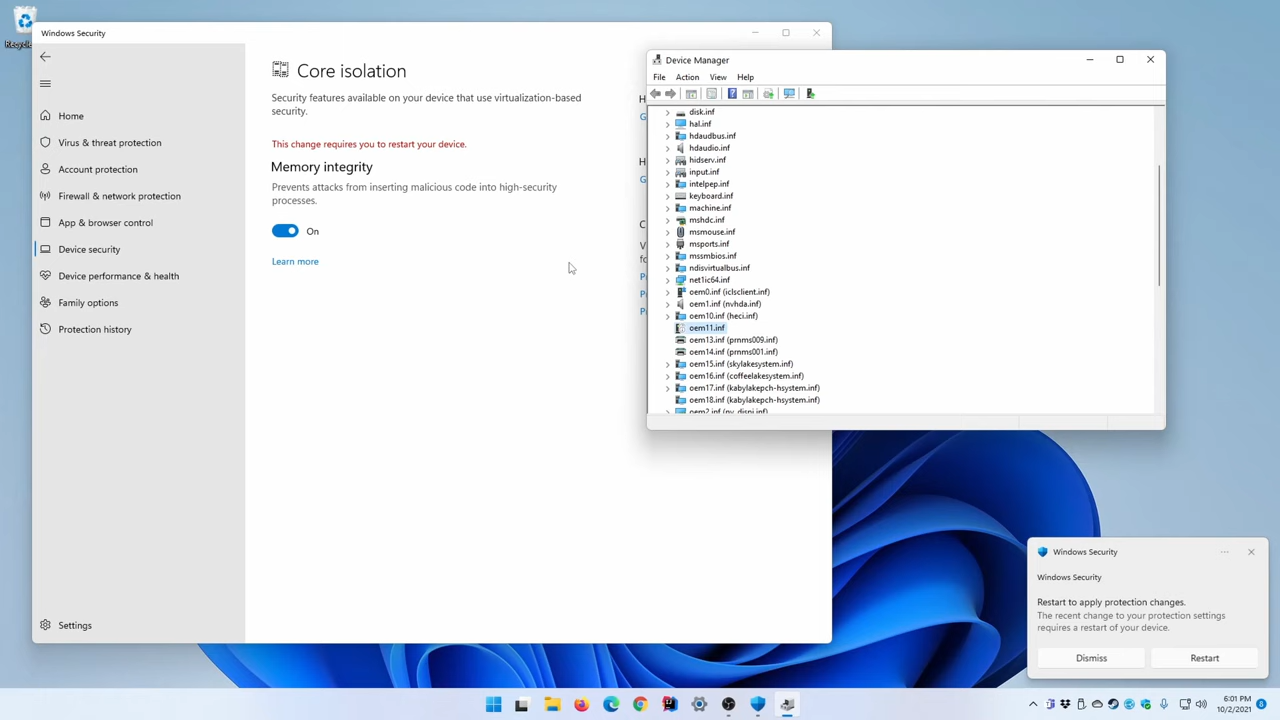 Recycle
Windows Security
Home
Virus & threat protection
Account protection
Firewall & network protection
App & browser control
Device security
Device performance & health
Family options
Protection history
Settings
Core isolation
Security features available on your device that use virtualization-based
security.
This change requires you to restart your device.
Memory integrity
Prevents attacks from inserting malicious code into high-security
processes.
On
Learn more
Device Manager
File Action View Help
disk.inf
hal.inf
hdaudbus.inf
hdaudio.inf
hidserv.inf
input.inf
intelpep.inf
keyboard.inf
machine.inf
mshdc.inf
msmouse.inf
msports.inf
mssmbios.inf
ndisvirtualbus.inf
net1ic64.inf
oem0.inf (iclsclient.inf)
oem1.inf (nvhda.inf)
oem10.inf (heci.inf)
oem11.inf
oem13.inf (prnms009.inf)
oem14.inf (prnms001.inf)
oem15.inf (skylakesystem.inf)
oem16.inf (coffeelakesystem.inf)
oem17.inf (kabylakepch-hsystem.inf)
oem18.inf (kabylakepch-hsystem.inf)
oem2.inf (nv_dispi.inf)
Windows Security
Windows Security
Restart to apply protection changes.
The recent change to your protection settings
requires a restart of your device.
Dismiss Restart
6:01 PM
10/2/2021